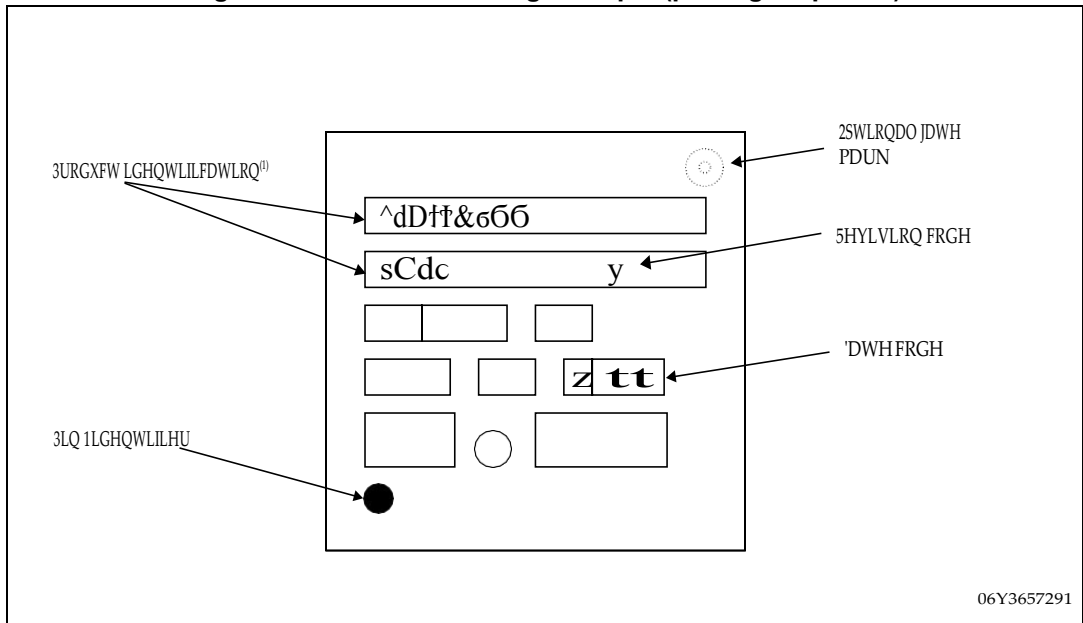 2SWLRQDO JDWH
PDUN
3URGXFW LGHQWLILFDWLRQ⁽¹⁾
5HYLVLRQ FRGH
sCdc y
'DWH FRGH
z tt
3LQ 1LGHQWLILHU
06Y3657291